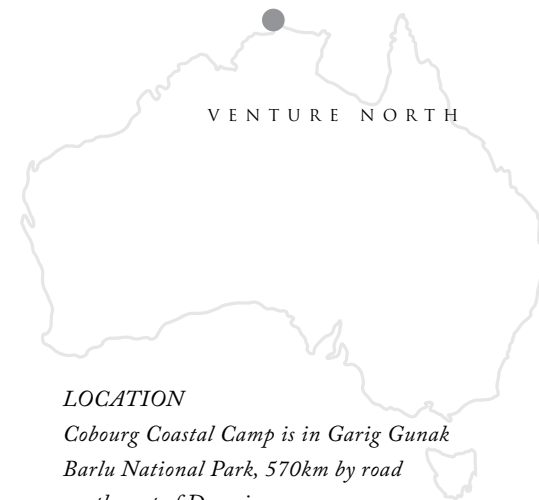 VENTURE NORTH
LOCATION
Cobourg Coastal Camp is in Garig Gunak
Barlu National Park, 570km by road